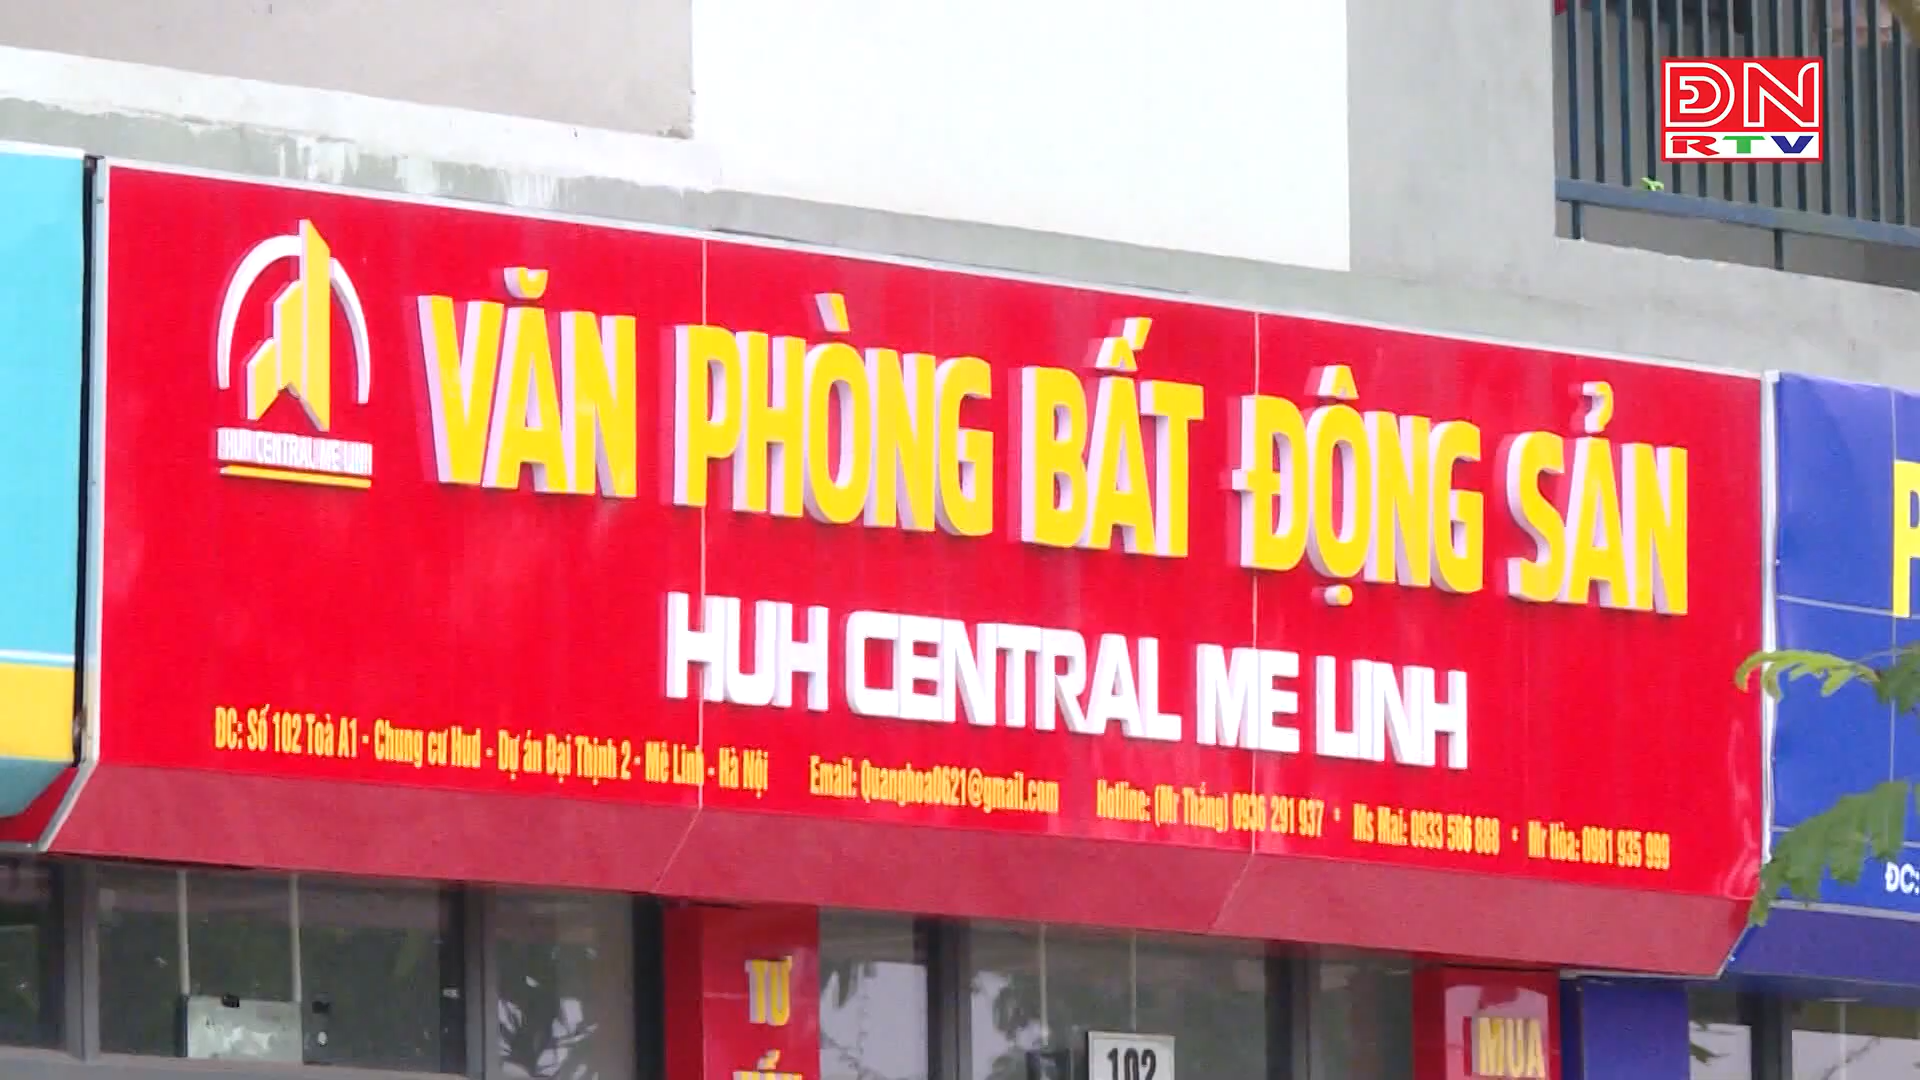 ĐN
RTV
VĂN PHÒNG BẤT ĐỘNG SẢN
HUH CENTRAL ME LINH
HUH CENTRAL ME LINH
ĐC: Số 102 Toà A1 - Chung cư Hud - Dự án Đại Thịnh 2 - Mê Linh - Hà Nội Email: Quanghoa0621@gmail.com Hotline: (Mr Thắng) 0936 291 937 * Ms Mai: 0933 586 888 * Mr Hòa: 0981 935 999
ĐC:
TƯ
VẤN
102
MUA